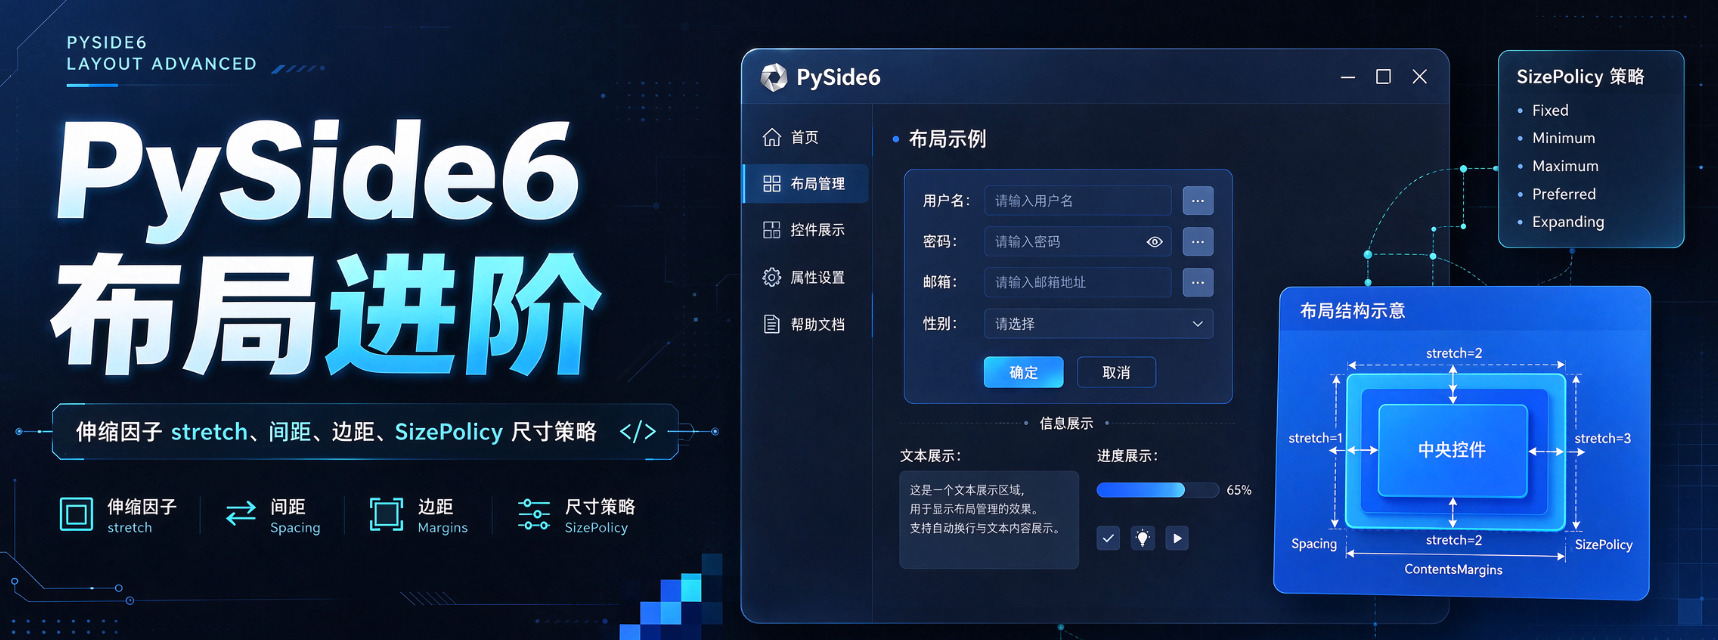 PYSIDE6
LAYOUT ADVANCED
PySide6
布局进阶
伸缩因子 stretch、间距、边距、SizePolicy 尺寸策略 </>
伸缩因子
stretch
间距
Spacing
边距
Margins
尺寸策略
SizePolicy
PySide6
首页
布局管理
控件展示
属性设置
帮助文档
布局示例
用户名：
请输入用户名
...
密码：
请输入密码
...
邮箱：
请输入邮箱地址
...
性别：
请选择
确定
取消
信息展示
文本展示：
这是一个文本展示区域，
用于显示布局管理的效果。
支持自动换行与文本内容展示。
进度展示：
65%
SizePolicy 策略
Fixed
Minimum
Maximum
Preferred
Expanding
布局结构示意
stretch=2
stretch=1
中央控件
stretch=3
stretch=2
Spacing
SizePolicy
ContentsMargins